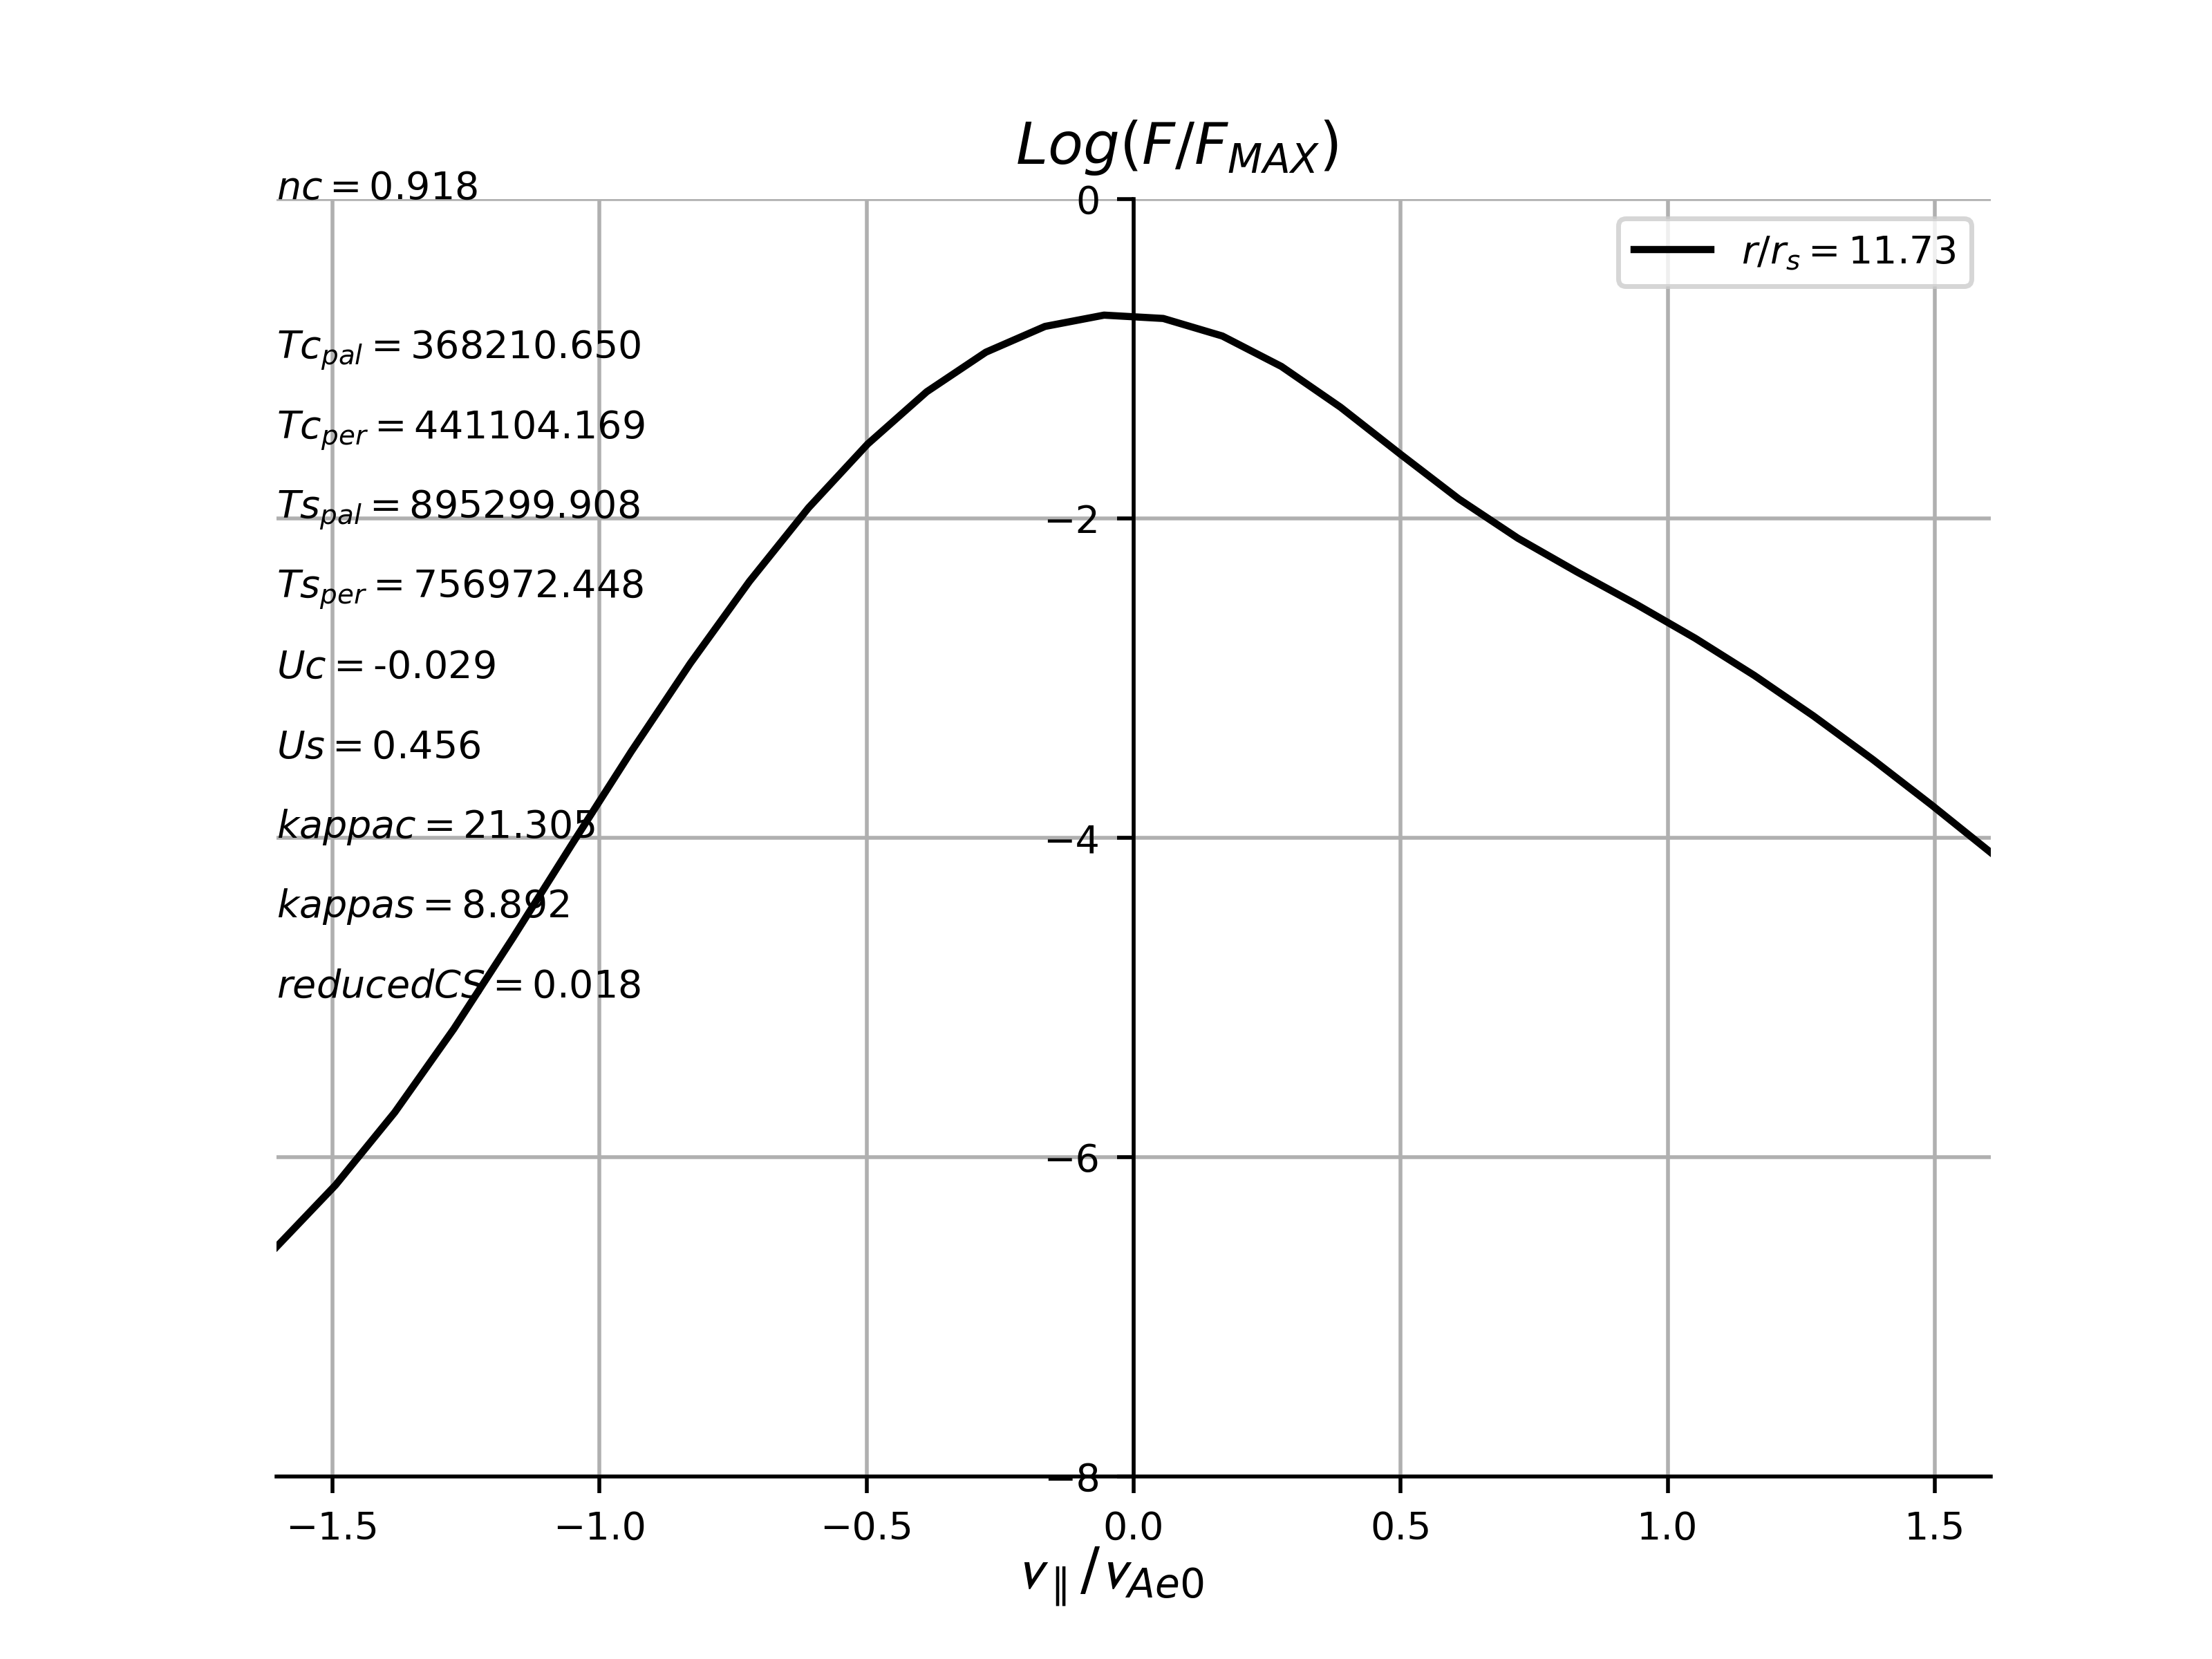 Log(F/F_MAX)
nc = 0.918
0
r/r_s = 11.73
Tc_pal = 368210.650
Tc_per = 441104.169
Ts_pal = 895299.908
−2
Ts_per = 756972.448
Uc = -0.029
Us = 0.456
kappac = 21.305
−4
kappas = 8.892
reducedCS = 0.018
−6
−8
−1.5 −1.0 −0.5 0.0 0.5 1.0 1.5
v_∥/v_Ae0